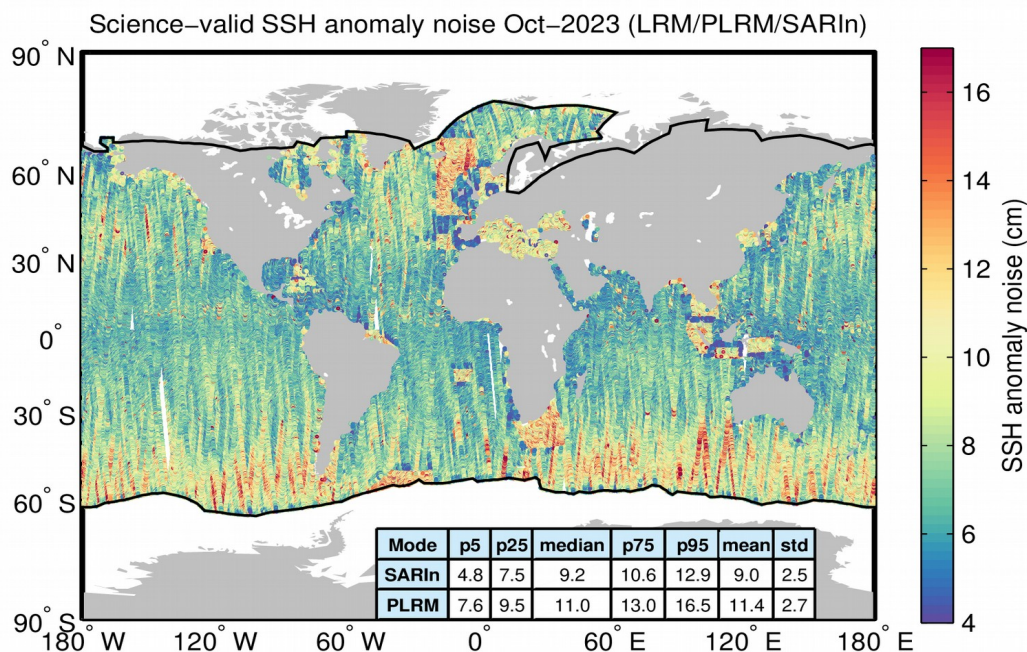 Science−valid SSH anomaly noise Oct−2023 (LRM/PLRM/SARIn)
90° N
60° N
30° N
0°
30° S
60° S
90° S
180° W
120° W
60° W
0°
60° E
120° E
180° E
16
14
12
10
8
6
4
SSH anomaly noise (cm)
Mode p5 p25 median p75 p95 mean std
SARIn 4.8 7.5 9.2 10.6 12.9 9.0 2.5
PLRM 7.6 9.5 11.0 13.0 16.5 11.4 2.7